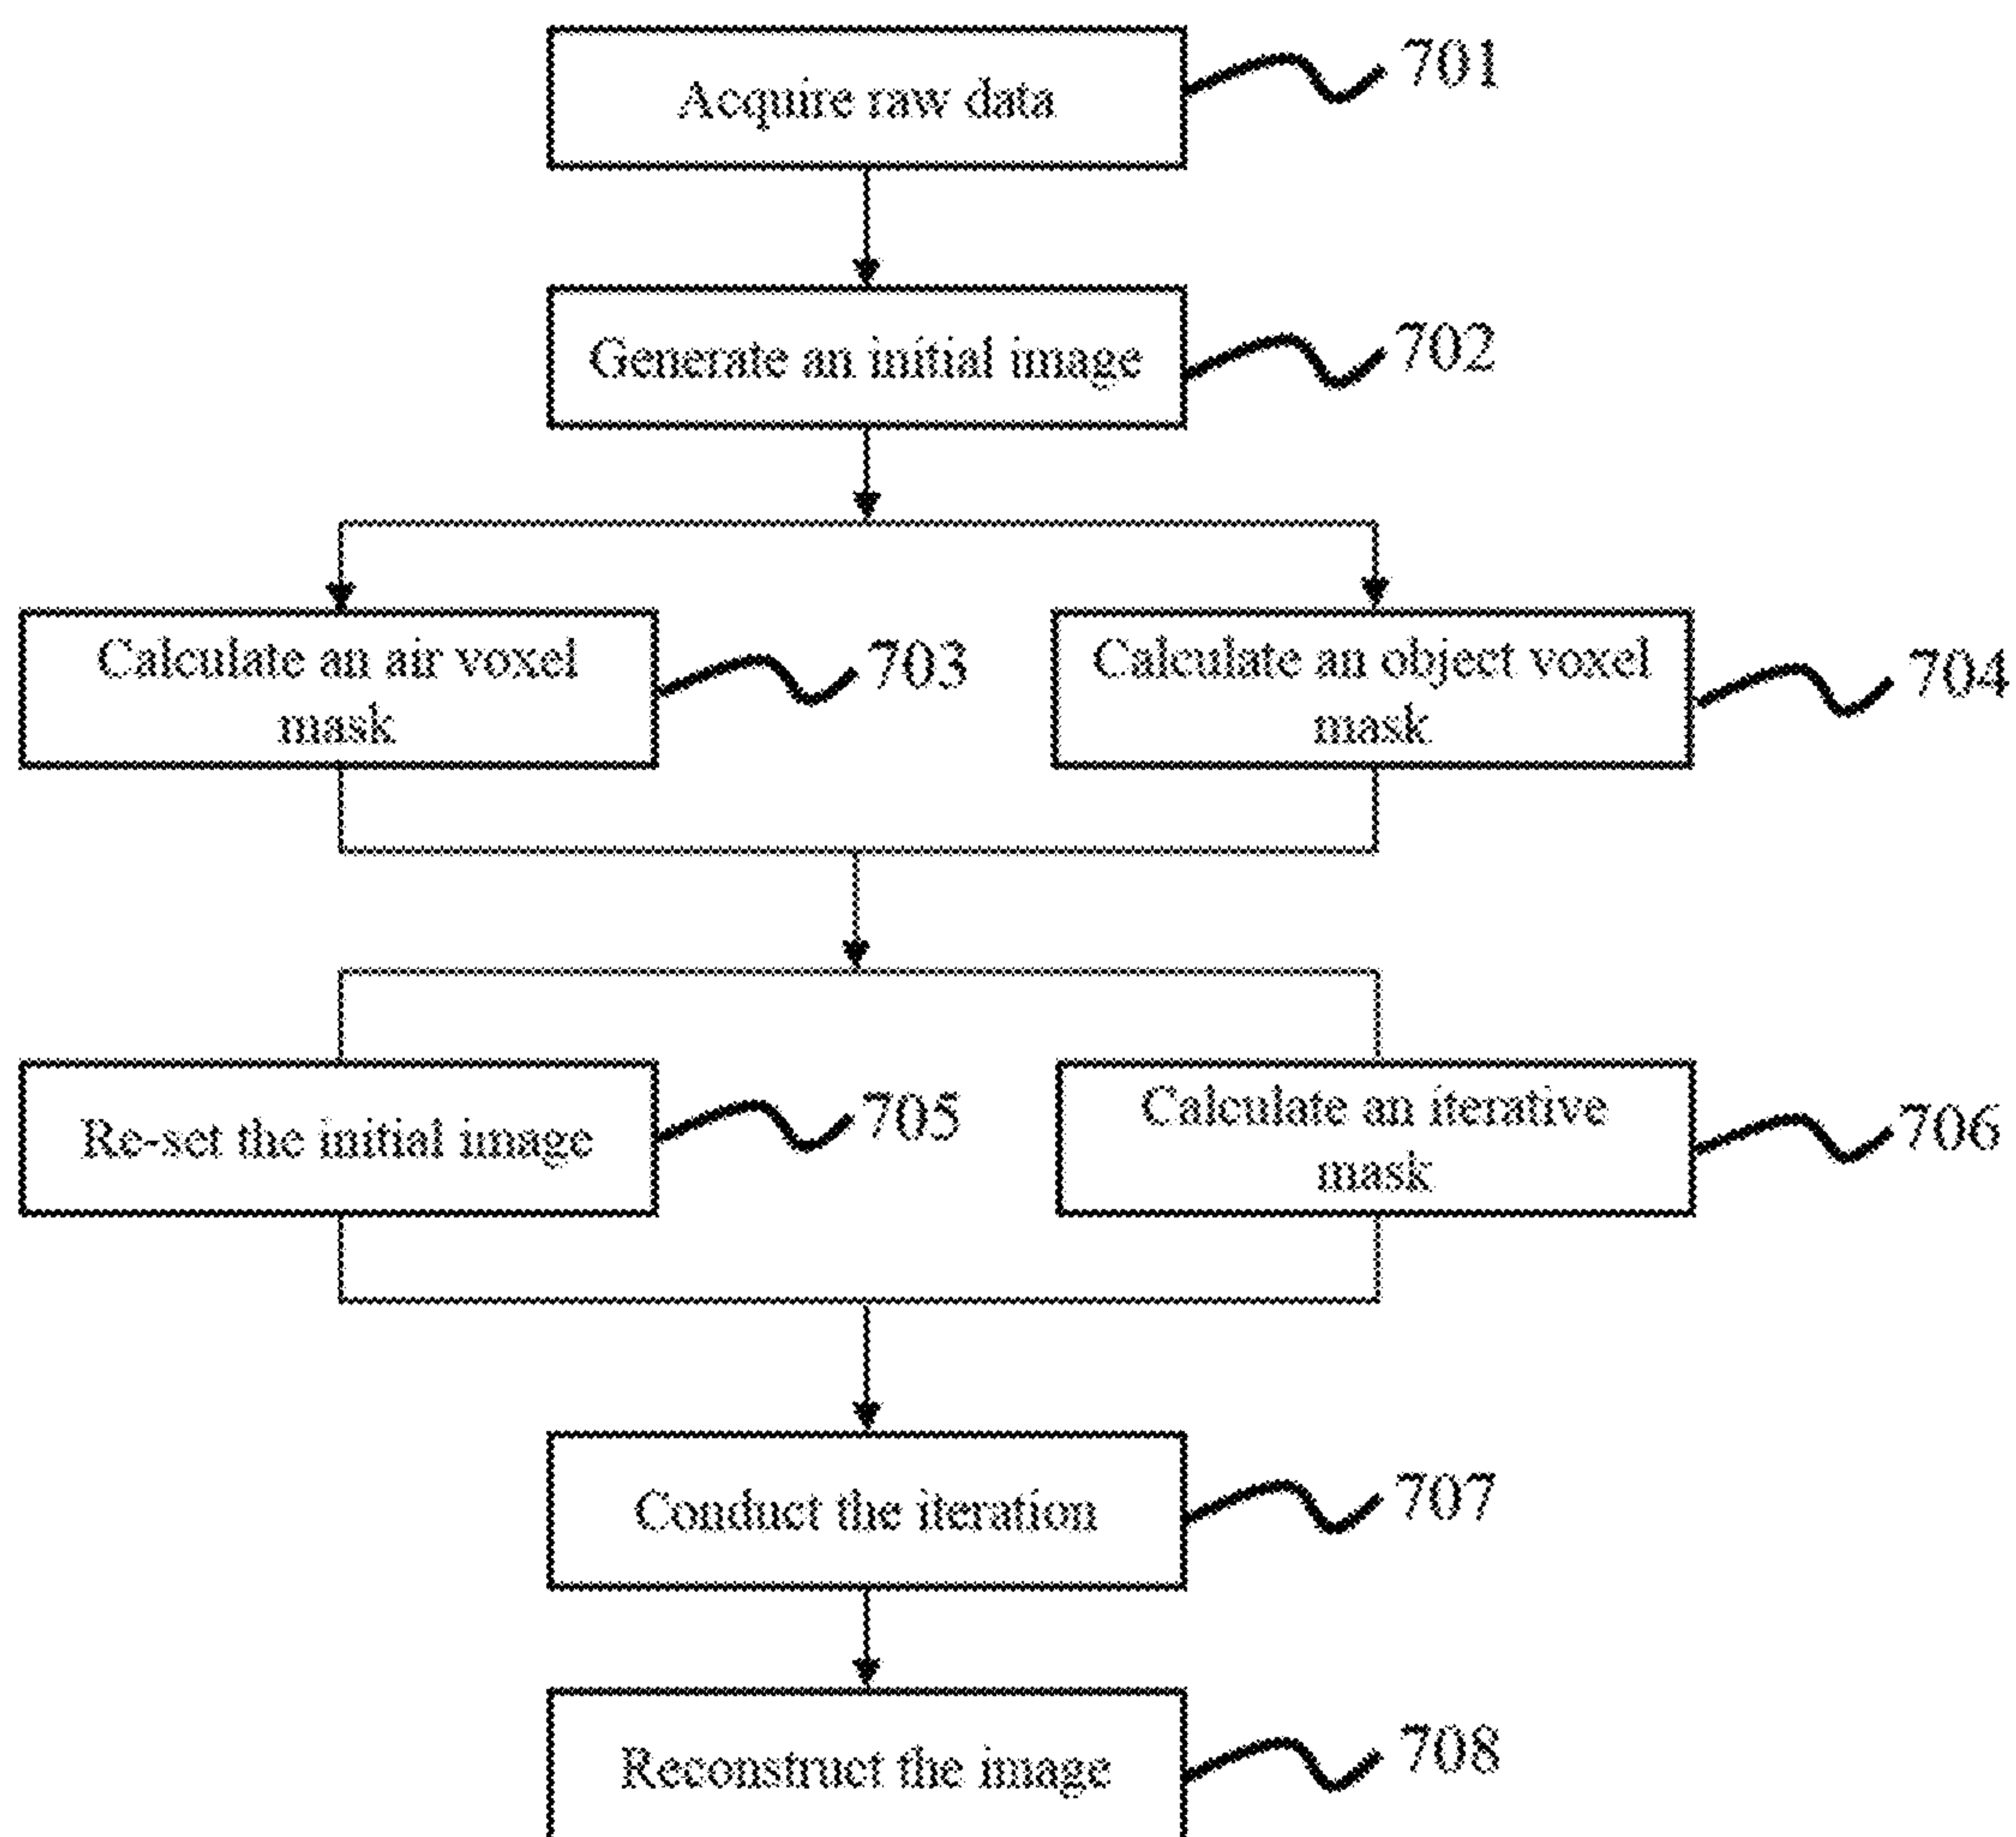 Acquire raw data
701
Generate an initial image
702
Calculate an air voxel
mask
703
Calculate an object voxel
mask
704
Re-set the initial image
705
Calculate an iterative
mask
706
Conduct the iteration
707
Reconstruct the image
708